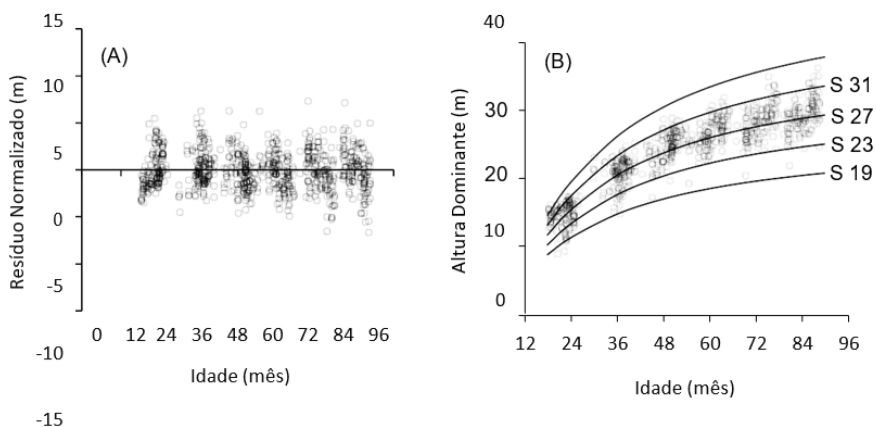 (A)
Resíduo Normalizado (m)
15
10
5
0
-5
-10
-15
0 12 24 36 48 60 72 84 96
Idade (mês)
(B)
Altura Dominante (m)
40
30
20
10
0
S 31
S 27
S 23
S 19
12 24 36 48 60 72 84 96
Idade (mês)